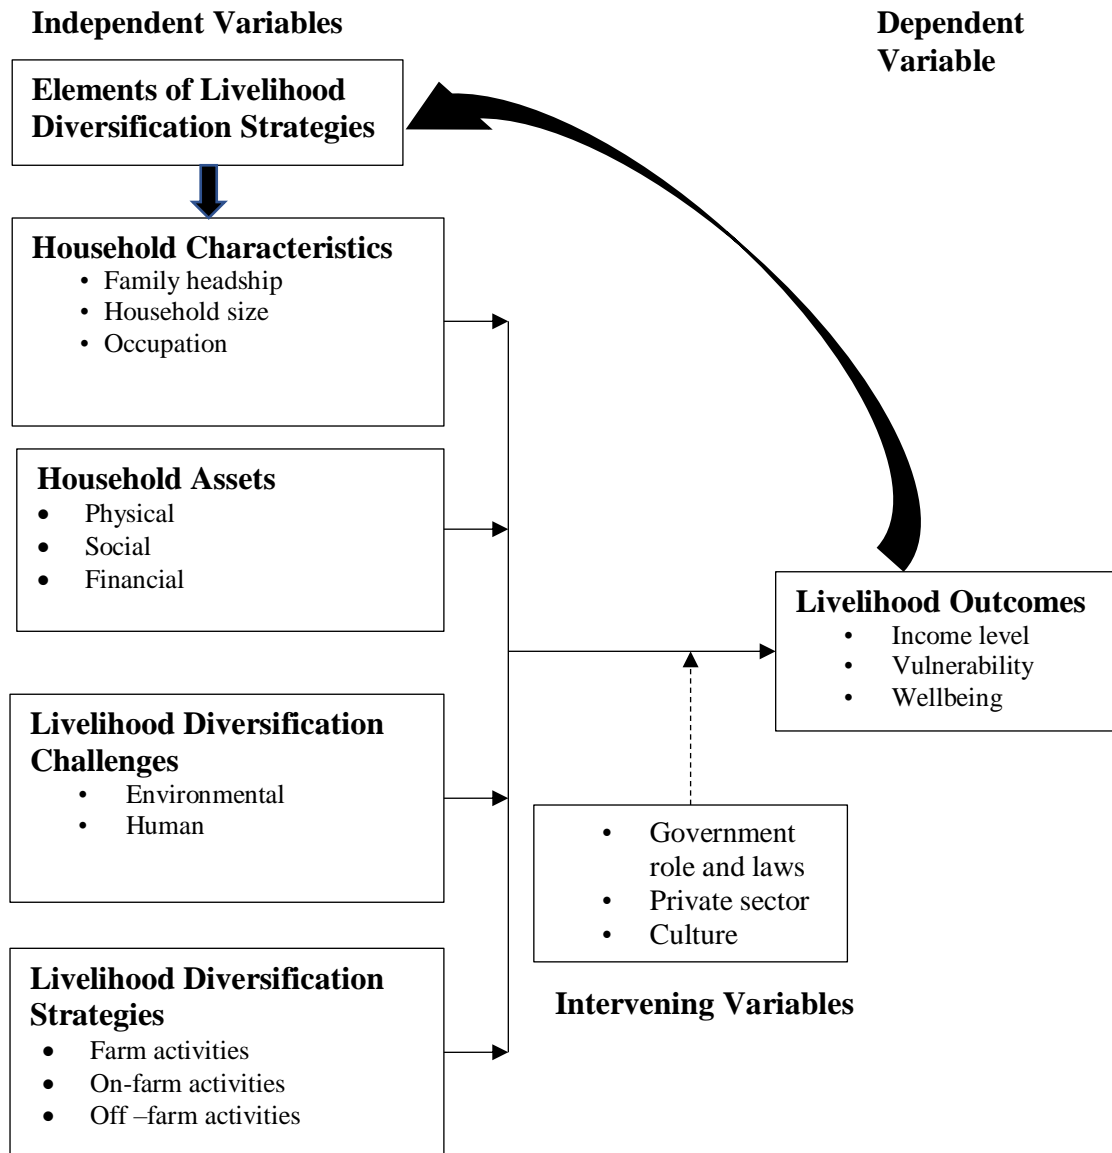 Independent Variables
Dependent
Variable
Elements of Livelihood
Diversification Strategies
Household Characteristics
• Family headship
• Household size
• Occupation
Household Assets
• Physical
• Social
• Financial
Livelihood Outcomes
• Income level
• Vulnerability
• Wellbeing
Livelihood Diversification
Challenges
• Environmental
• Human
• Government
role and laws
• Private sector
• Culture
Intervening Variables
Livelihood Diversification
Strategies
• Farm activities
• On-farm activities
• Off –farm activities